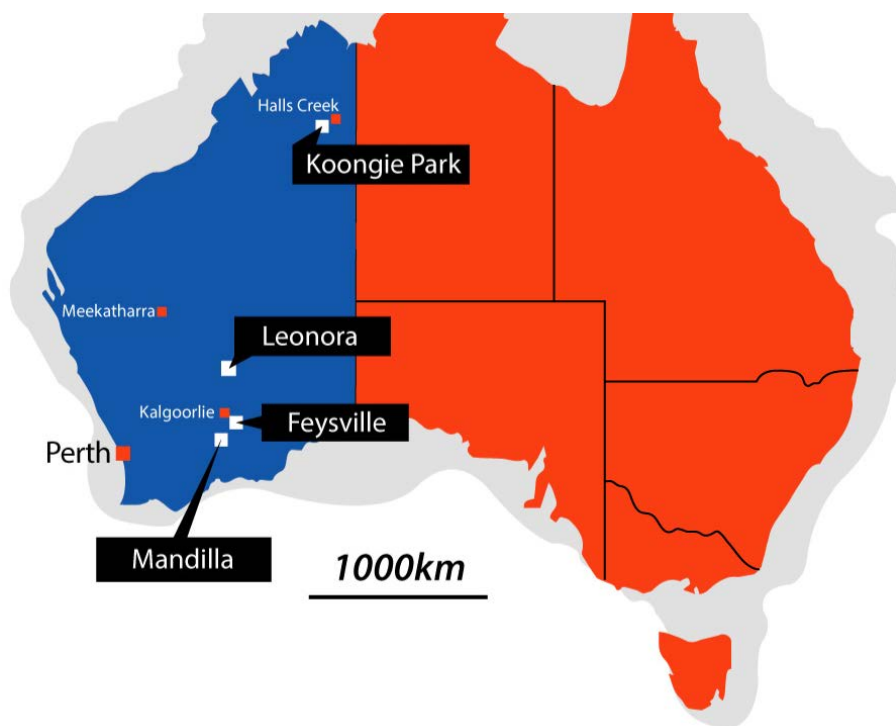 Halls Creek
Koongie Park
Meekatharra
Leonora
Kalgoorlie
Feysville
Perth
Mandilla
1000km